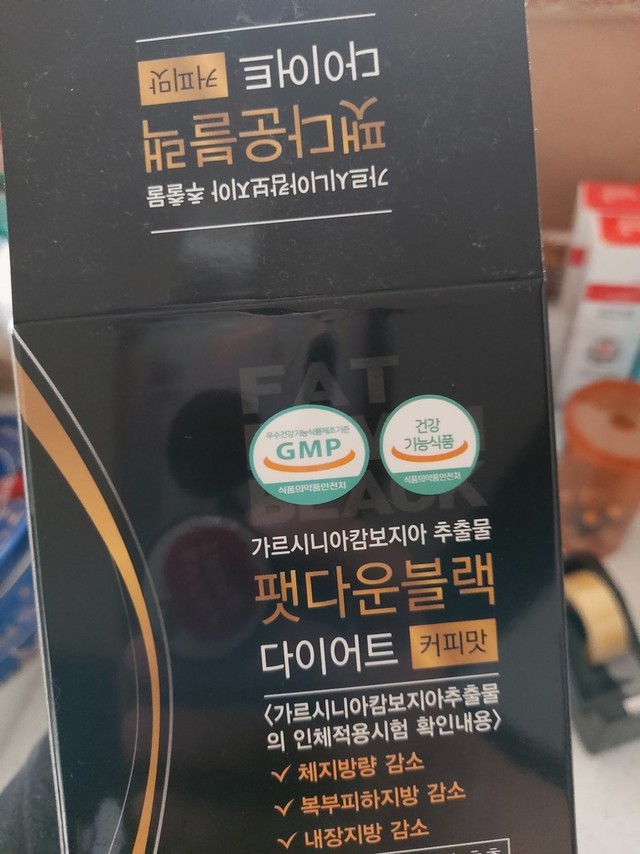 다이어트 커피맛
팻다운블랙
가르시니아캄보지아 추출물
FAT
BLACK
우수건강기능식품제조기준
GMP
식품의약품안전처
건강
기능식품
식품의약품안전처
가르시니아캄보지아 추출물
팻다운블랙
다이어트 커피맛
〈가르시니아캄보지아추출물
의 인체적용시험 확인내용〉
✓ 체지방량 감소
✓ 복부피하지방 감소
✓ 내장지방 감소